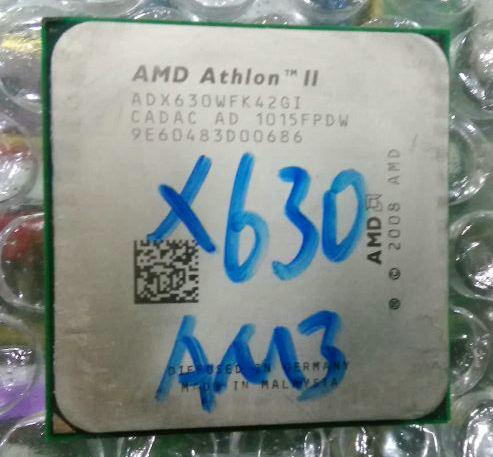 AMD Athlon™ II
ADX630WFK42GI
CADAC AD 1015FPDW
9E60483D00686
X630
AMD
® © 2008 AMD
AM3
DIFFUSED IN GERMANY
MADE IN MALAYSIA